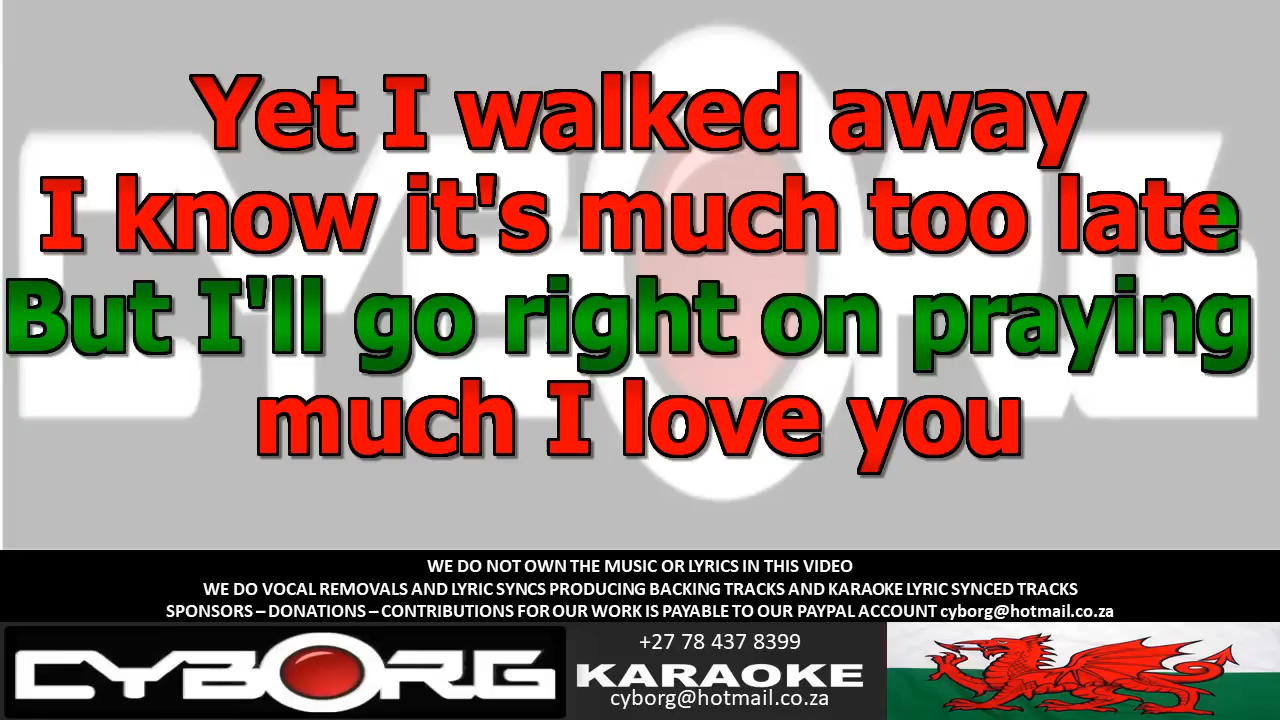 Yet I walked away
I know it's much too late
But I'll go right on praying
much I love you
WE DO NOT OWN THE MUSIC OR LYRICS IN THIS VIDEO
WE DO VOCAL REMOVALS AND LYRIC SYNCS PRODUCING BACKING TRACKS AND KARAOKE LYRIC SYNCED TRACKS
SPONSORS – DONATIONS – CONTRIBUTIONS FOR OUR WORK IS PAYABLE TO OUR PAYPAL ACCOUNT cyborg@hotmail.co.za
CYBORG
+27 78 437 8399
KARAOKE
cyborg@hotmail.co.za